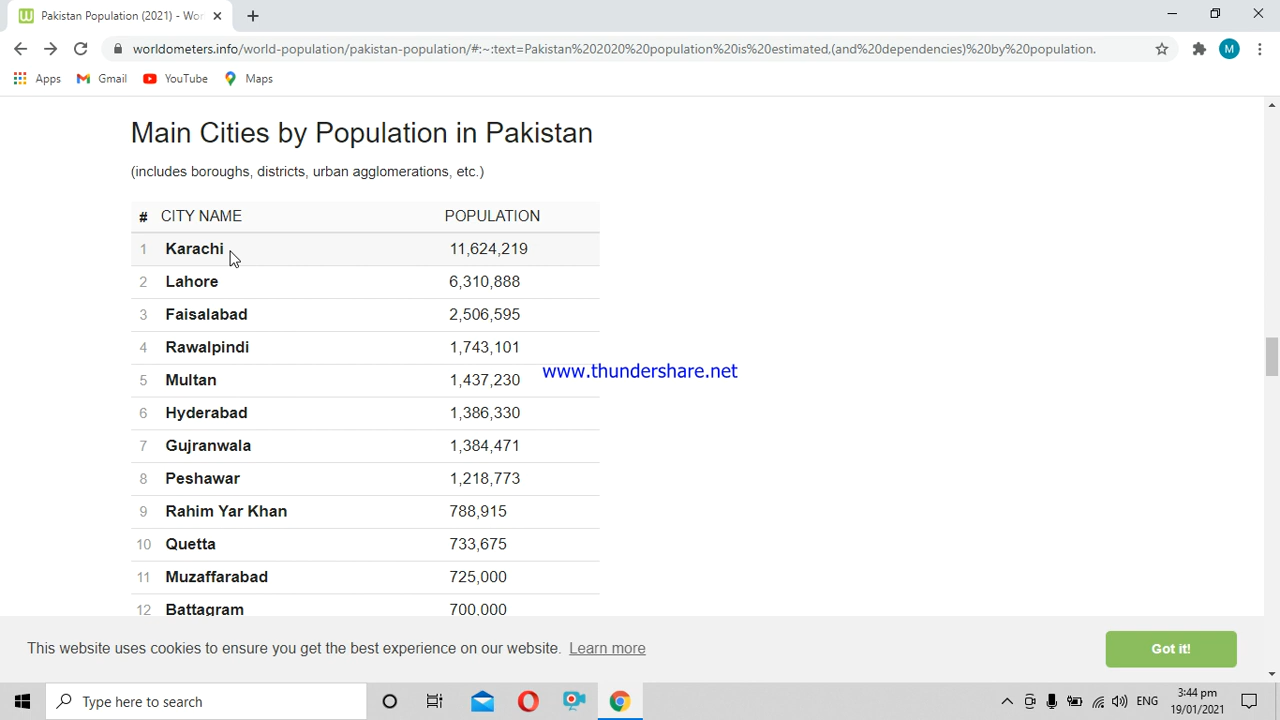 Pakistan Population (2021) - Wor
worldometers.info/world-population/pakistan-population/#:~:text=Pakistan%202020%20population%20is%20estimated,(and%20dependencies)%20by%20population.
M
Apps Gmail YouTube Maps
Main Cities by Population in Pakistan
(includes boroughs, districts, urban agglomerations, etc.)
# CITY NAME POPULATION
1 Karachi 11,624,219
2 Lahore 6,310,888
3 Faisalabad 2,506,595
4 Rawalpindi 1,743,101
www.thundershare.net
5 Multan 1,437,230
6 Hyderabad 1,386,330
7 Gujranwala 1,384,471
8 Peshawar 1,218,773
9 Rahim Yar Khan 788,915
10 Quetta 733,675
11 Muzaffarabad 725,000
12 Battagram 700,000
This website uses cookies to ensure you get the best experience on our website. Learn more
Got it!
Type here to search
ENG
3:44 pm
19/01/2021